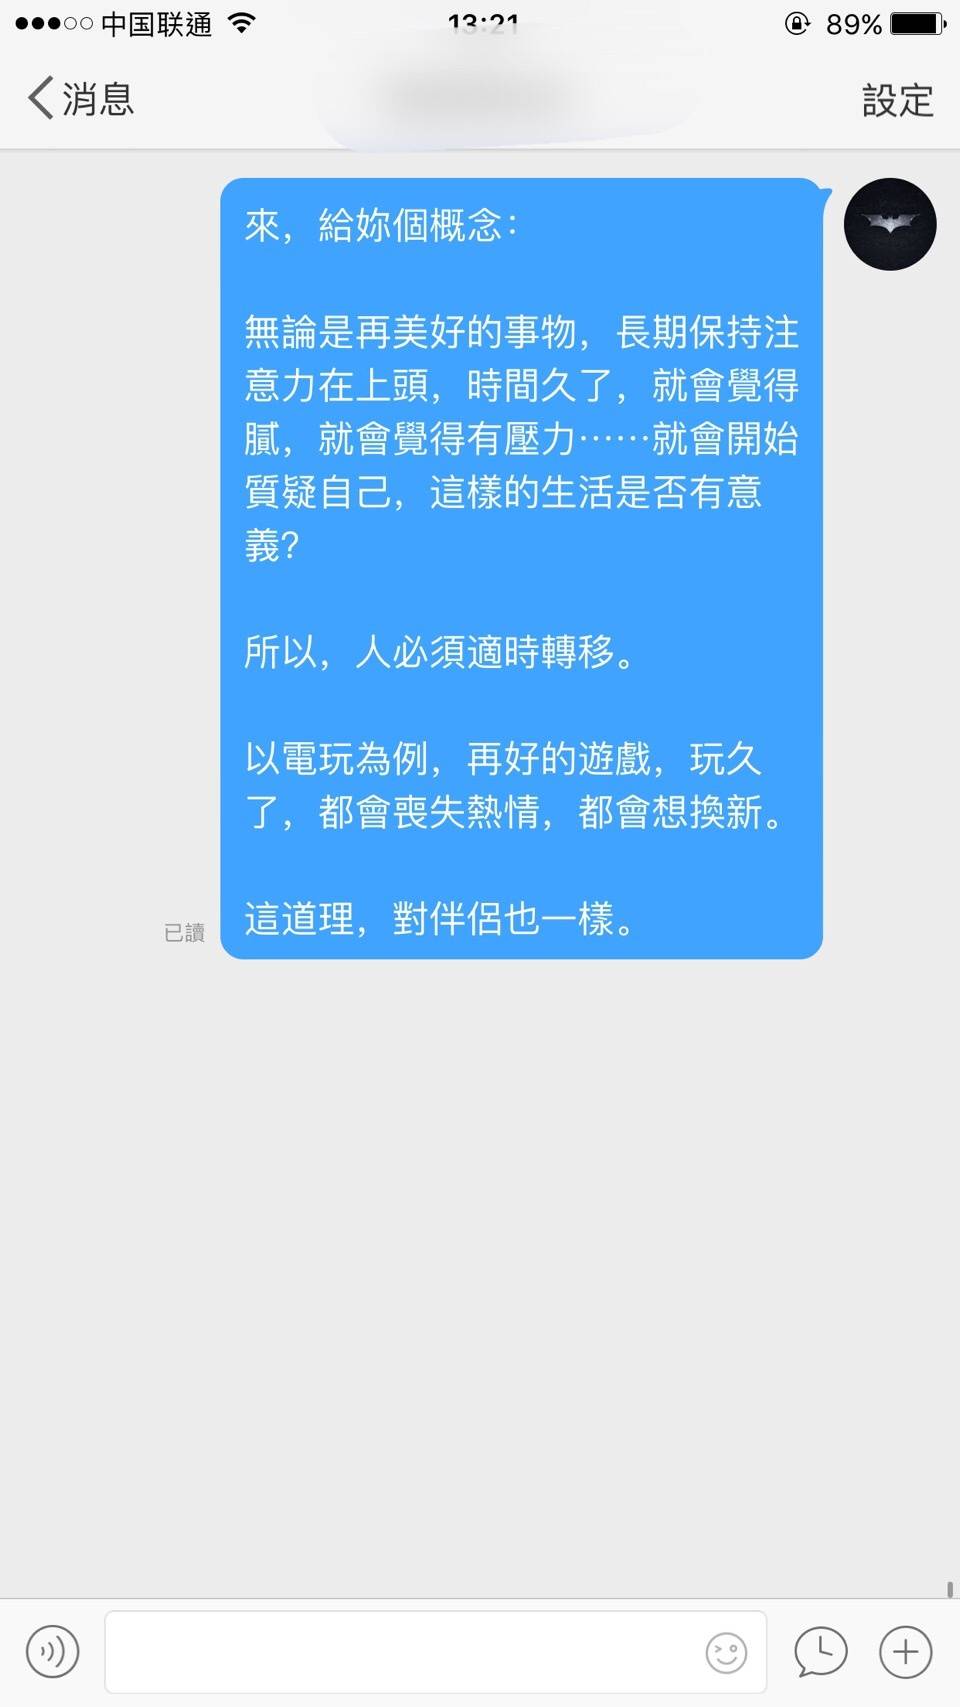 中国联通
13:21
89%
消息
設定
來，給妳個概念：
無論是再美好的事物，長期保持注
意力在上頭，時間久了，就會覺得
膩，就會覺得有壓力⋯⋯就會開始
質疑自己，這樣的生活是否有意
義？
所以，人必須適時轉移。
以電玩為例，再好的遊戲，玩久
了，都會喪失熱情，都會想換新。
這道理，對伴侶也一樣。
已讀